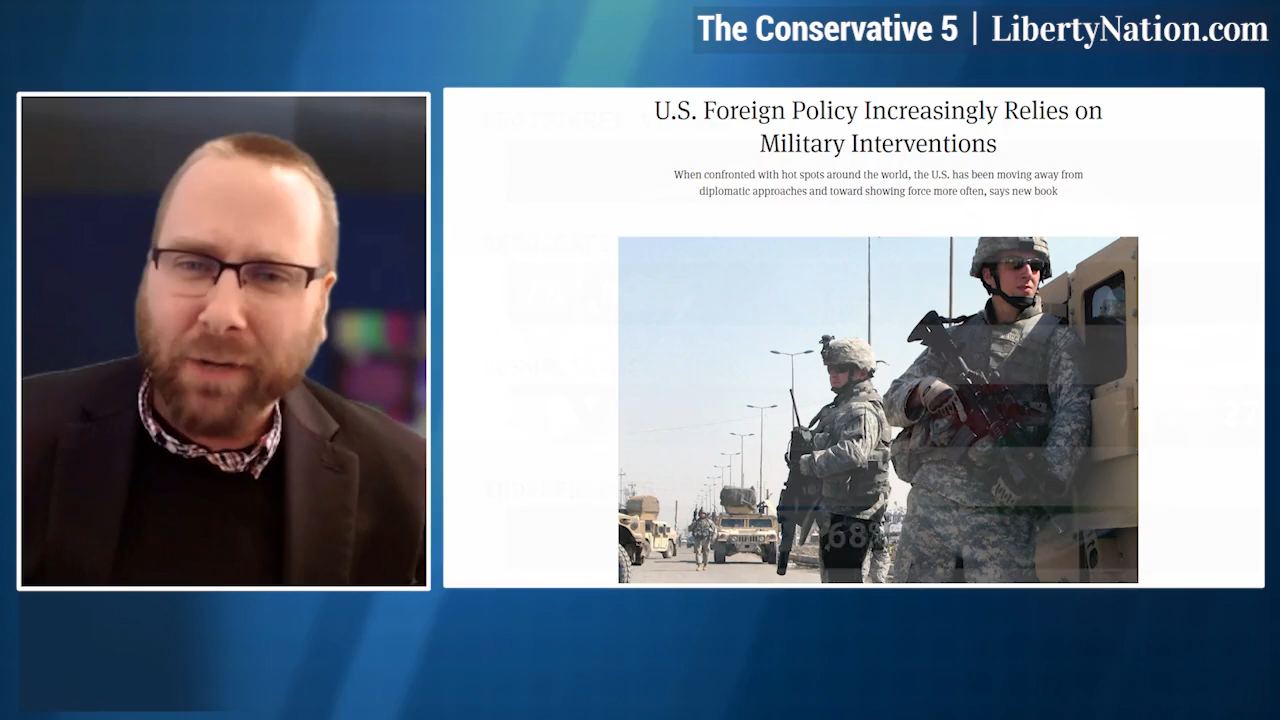 The Conservative 5 | LibertyNation.com
U.S. Foreign Policy Increasingly Relies on
Military Interventions
When confronted with hot spots around the world, the U.S. has been moving away from
diplomatic approaches and toward showing force more often, says new book
68%